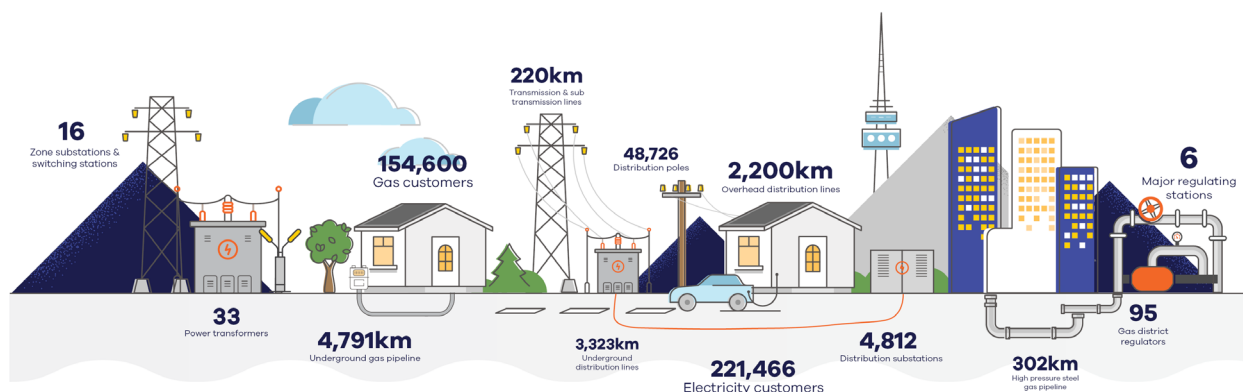 16
Zone substations &
switching stations
33
Power transformers
154,600
Gas customers
4,791km
Underground gas pipeline
220km
Transmission & sub
transmission lines
48,726
Distribution poles
3,323km
Underground
distribution lines
2,200km
Overhead distribution lines
221,466
Electricity customers
4,812
Distribution substations
302km
High pressure steel
gas pipeline
95
Gas district
regulators
6
Major regulating
stations